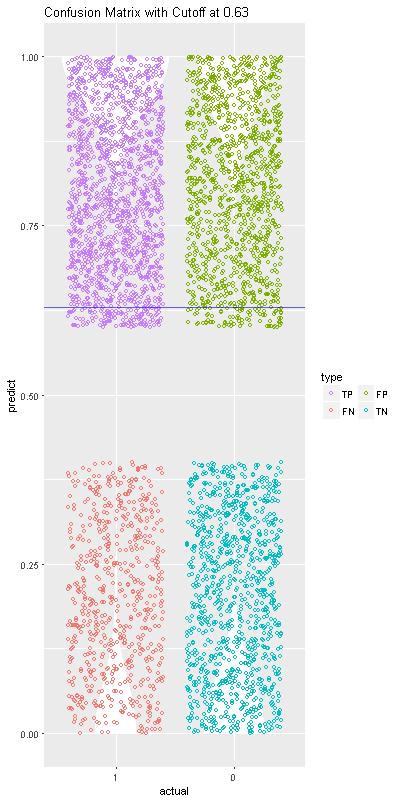 Confusion Matrix with Cutoff at 0.63
1.00
0.75
0.50
0.25
0.00
predict
1 0
actual
type
TP FP
FN TN